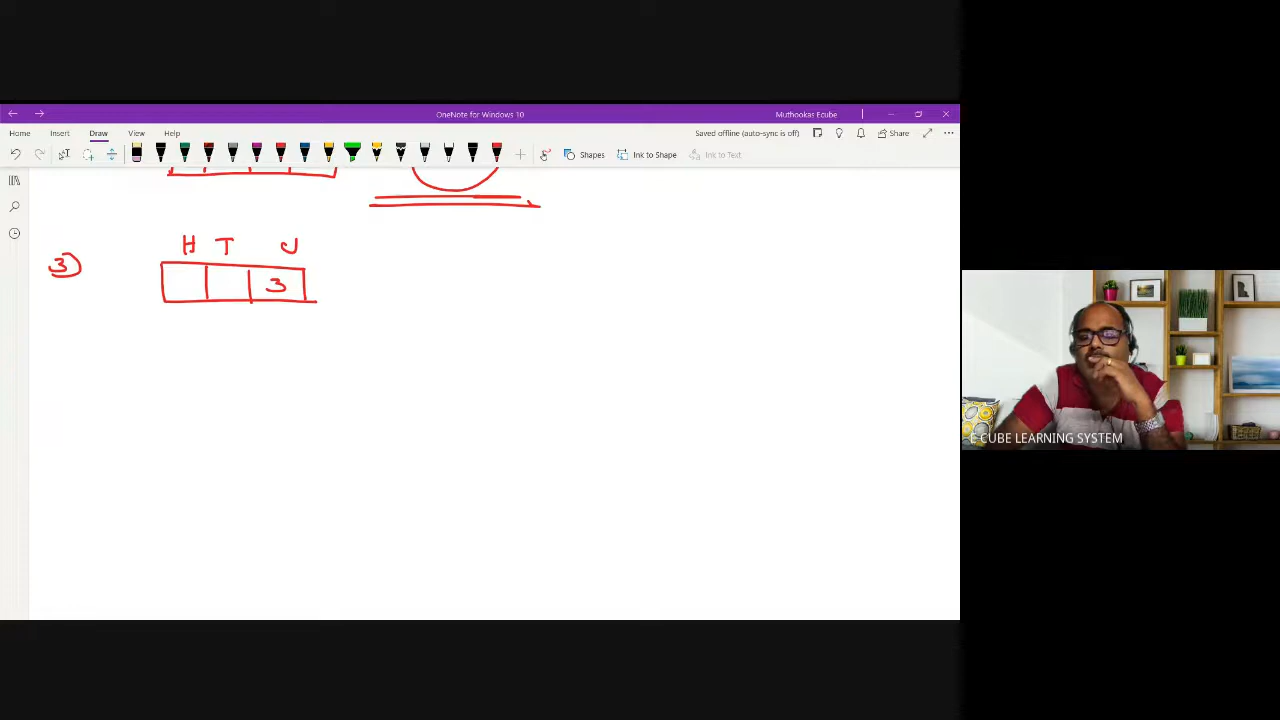 OneNote for Windows 10
Muthookas Ecube
Home Insert Draw View Help
Saved offline (auto-sync is off)
Share
Shapes
Ink to Shape
Ink to Text
H T U
3)
3
E CUBE LEARNING SYSTEM